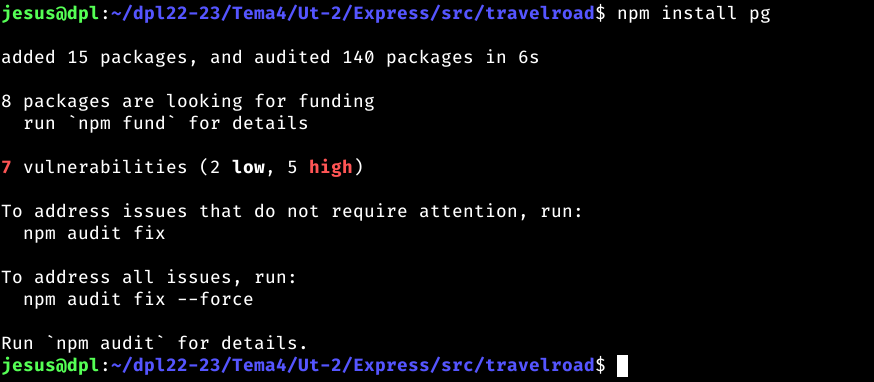 jesus@dpl:~/dpl22-23/Tema4/Ut-2/Express/src/travelroad$ npm install pg
added 15 packages, and audited 140 packages in 6s
8 packages are looking for funding
  run `npm fund` for details
7 vulnerabilities (2 low, 5 high)
To address issues that do not require attention, run:
  npm audit fix
To address all issues, run:
  npm audit fix --force
Run `npm audit` for details.
jesus@dpl:~/dpl22-23/Tema4/Ut-2/Express/src/travelroad$